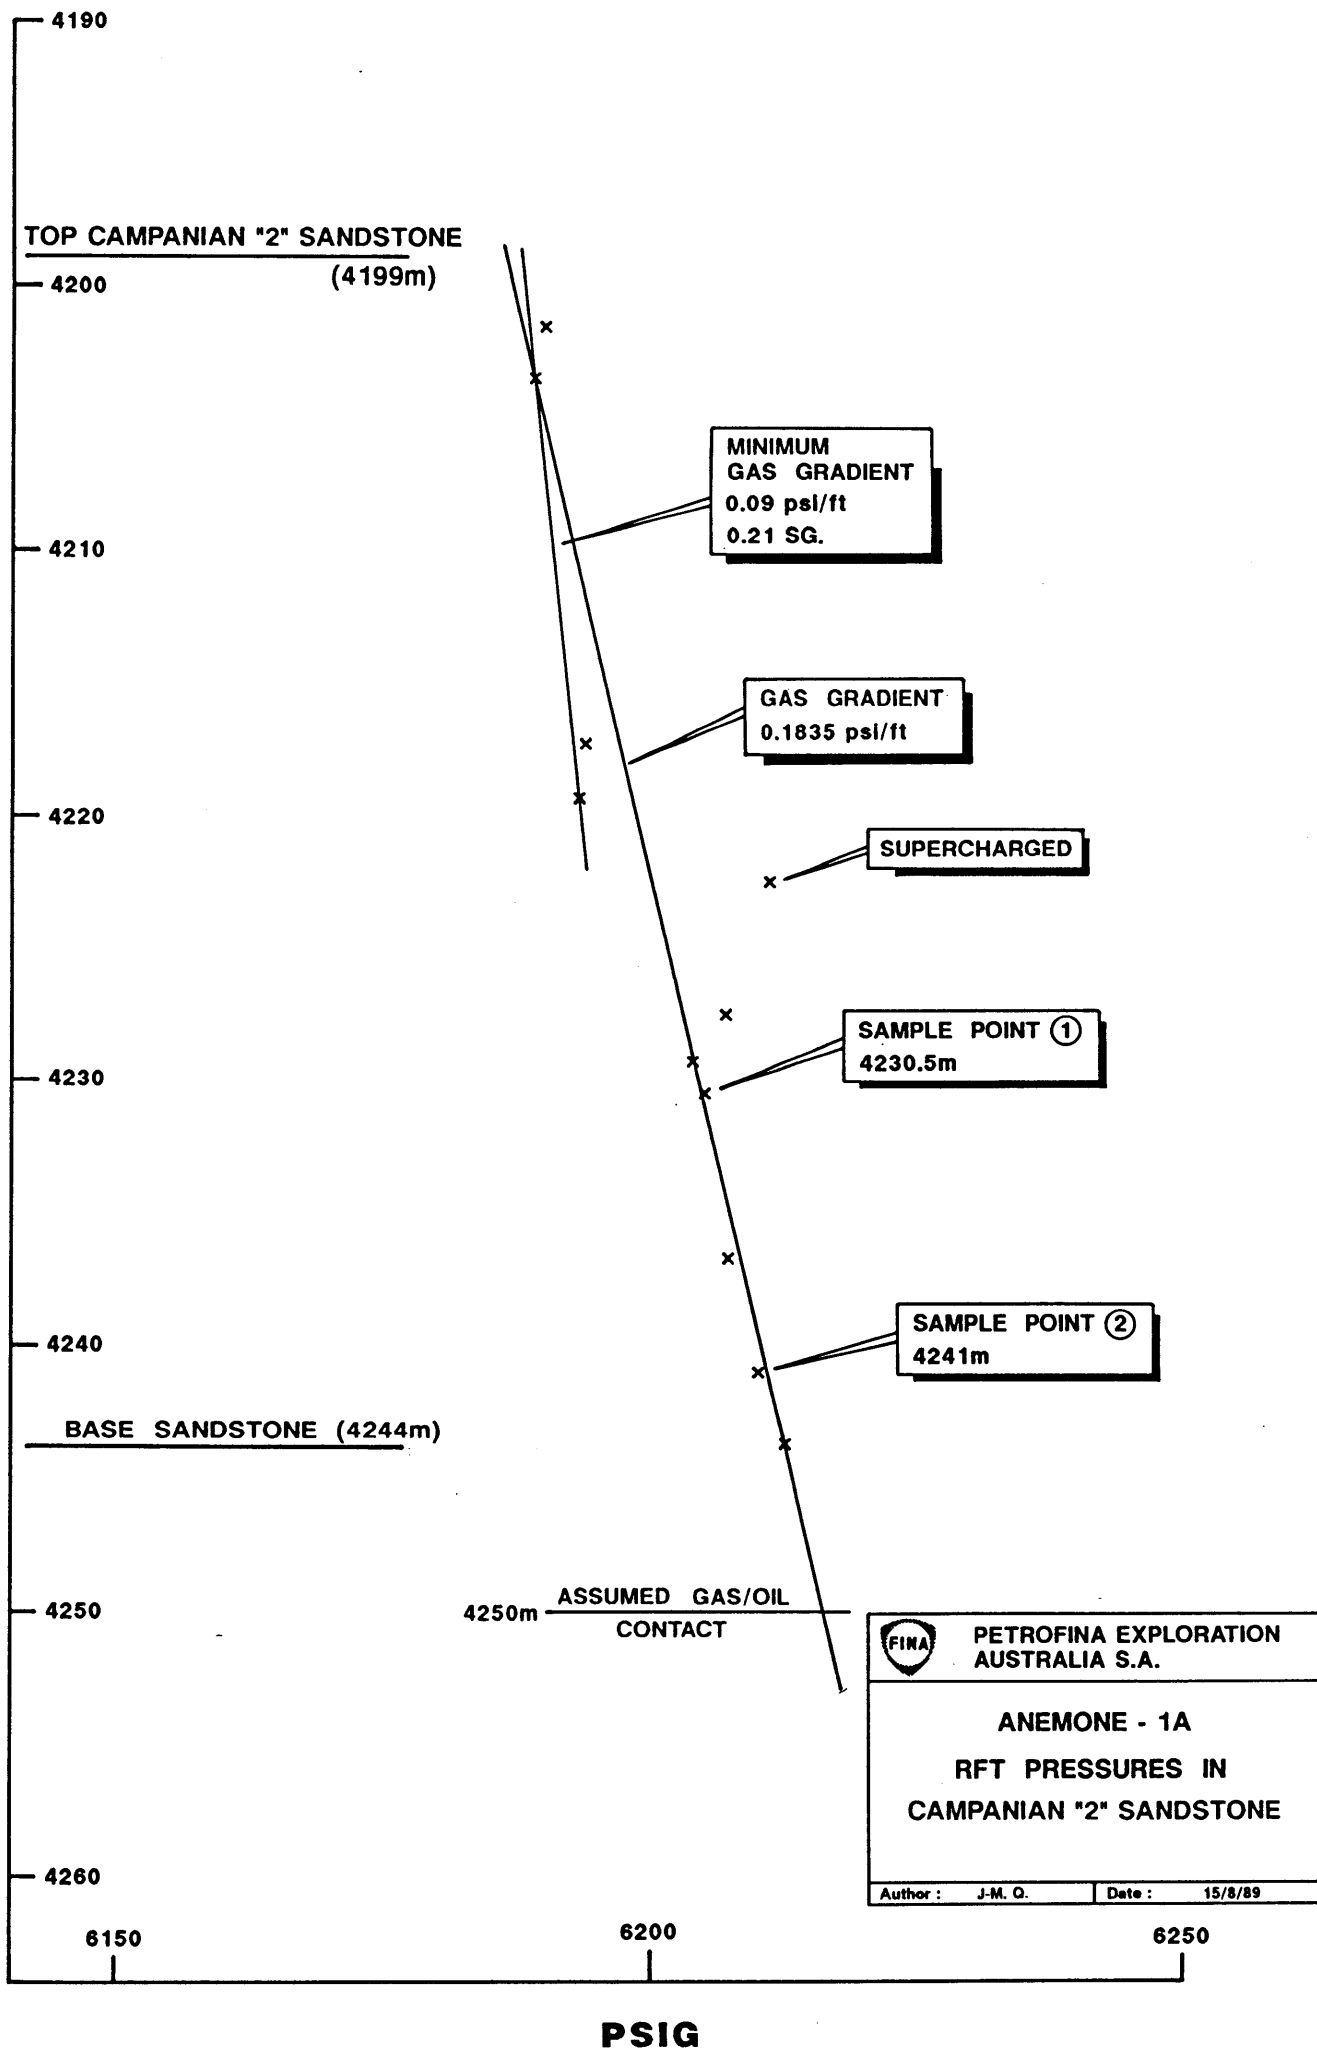 4190
TOP CAMPANIAN "2" SANDSTONE
(4199m)
4200
MINIMUM
GAS GRADIENT
0.09 psi/ft
0.21 SG.
4210
GAS GRADIENT
0.1835 psi/ft
4220
SUPERCHARGED
SAMPLE POINT 1
4230.5m
4230
SAMPLE POINT 2
4241m
4240
BASE SANDSTONE (4244m)
4250
4250m
ASSUMED GAS/OIL
CONTACT
FINA
PETROFINA EXPLORATION
AUSTRALIA S.A.
ANEMONE - 1A
RFT PRESSURES IN
CAMPANIAN "2" SANDSTONE
Author : J-M. Q. Date : 15/8/89
4260
6150 6200 6250
PSIG